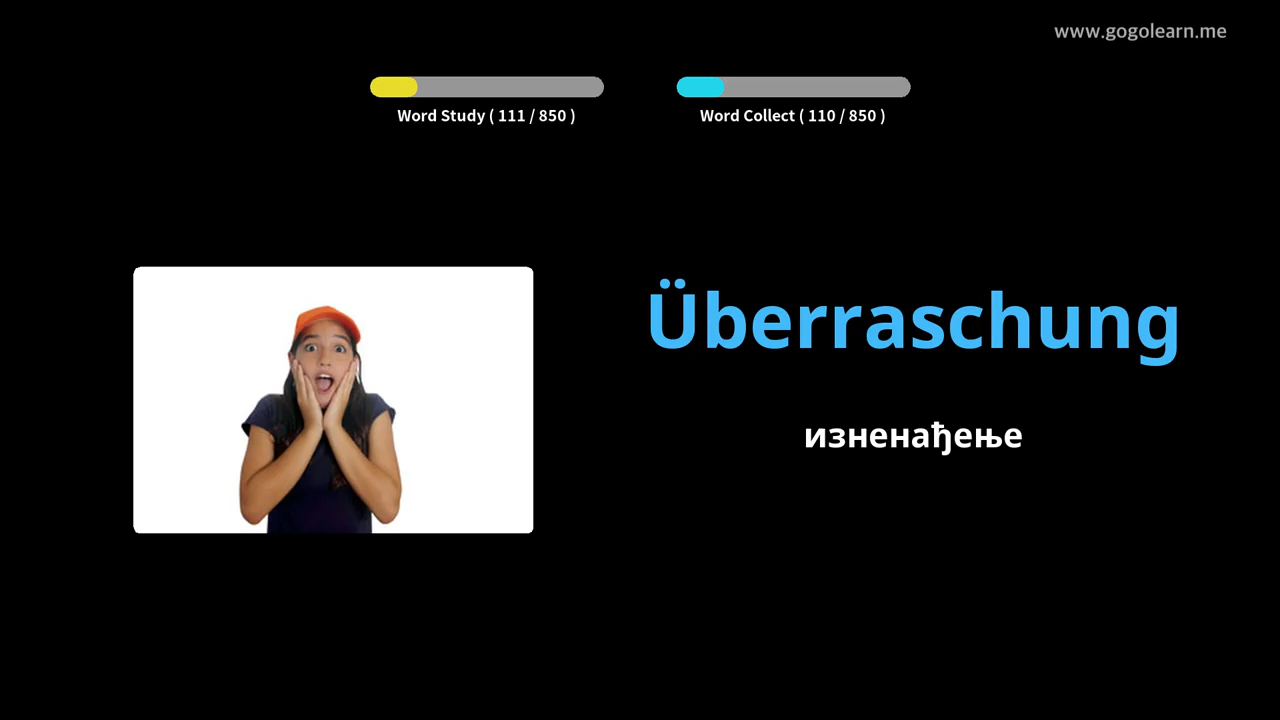 www.gogolearn.me
Word Study ( 111 / 850 )
Word Collect ( 110 / 850 )
Überraschung
изненађење